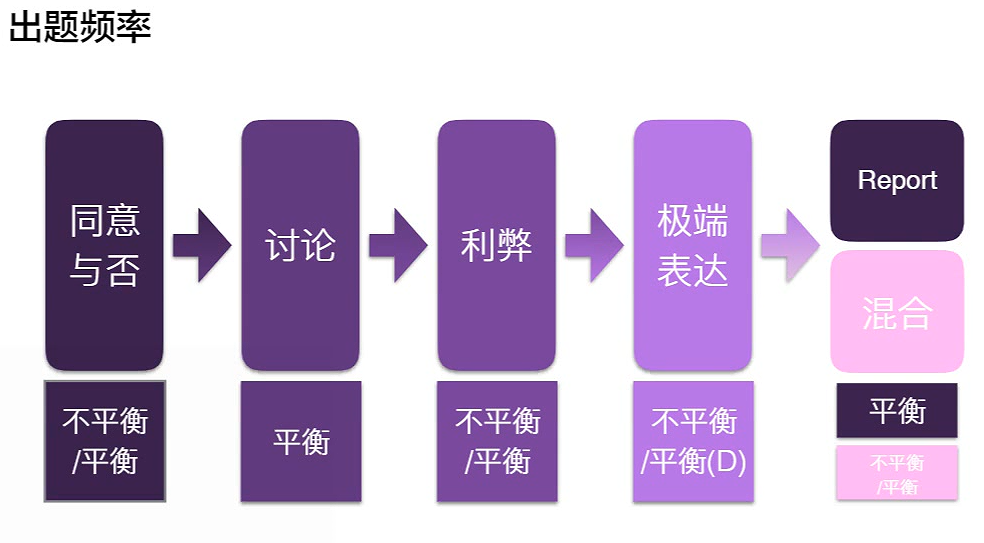 出题频率
同意
与否
讨论
利弊
极端
表达
Report
混合
不平衡
/平衡
平衡
不平衡
/平衡
不平衡
/平衡(D)
平衡
不平衡
/平衡